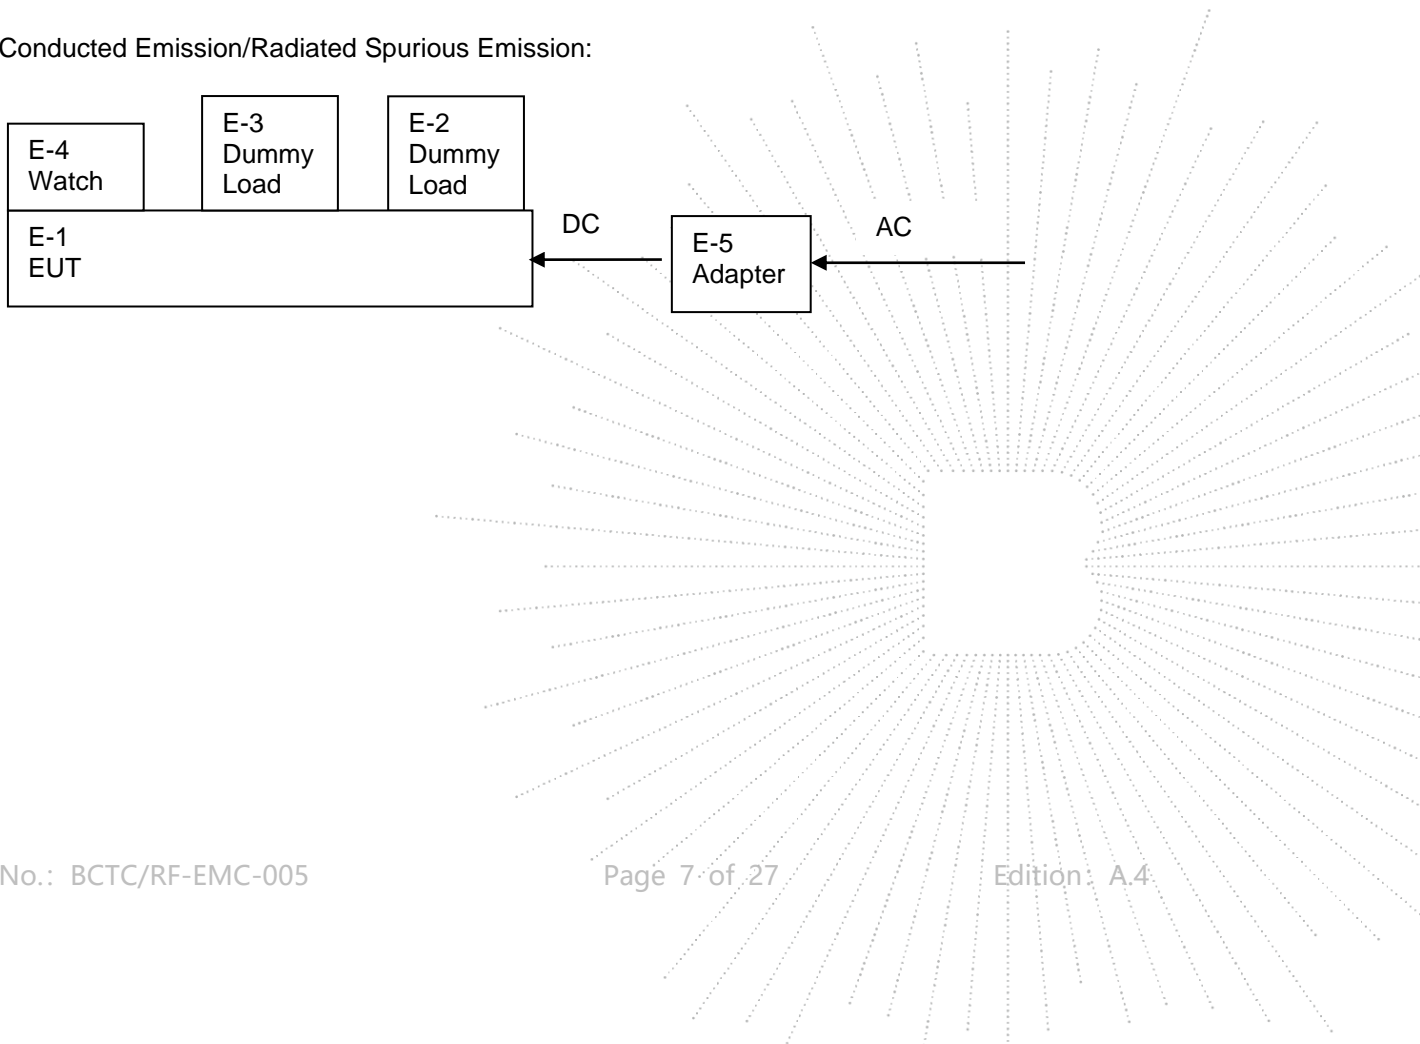 Conducted Emission/Radiated Spurious Emission:
E-4
Watch
E-3
Dummy
Load
E-2
Dummy
Load
E-1
EUT
DC
E-5
Adapter
AC
No.: BCTC/RF-EMC-005
Page 7 of 27
Edition: A.4